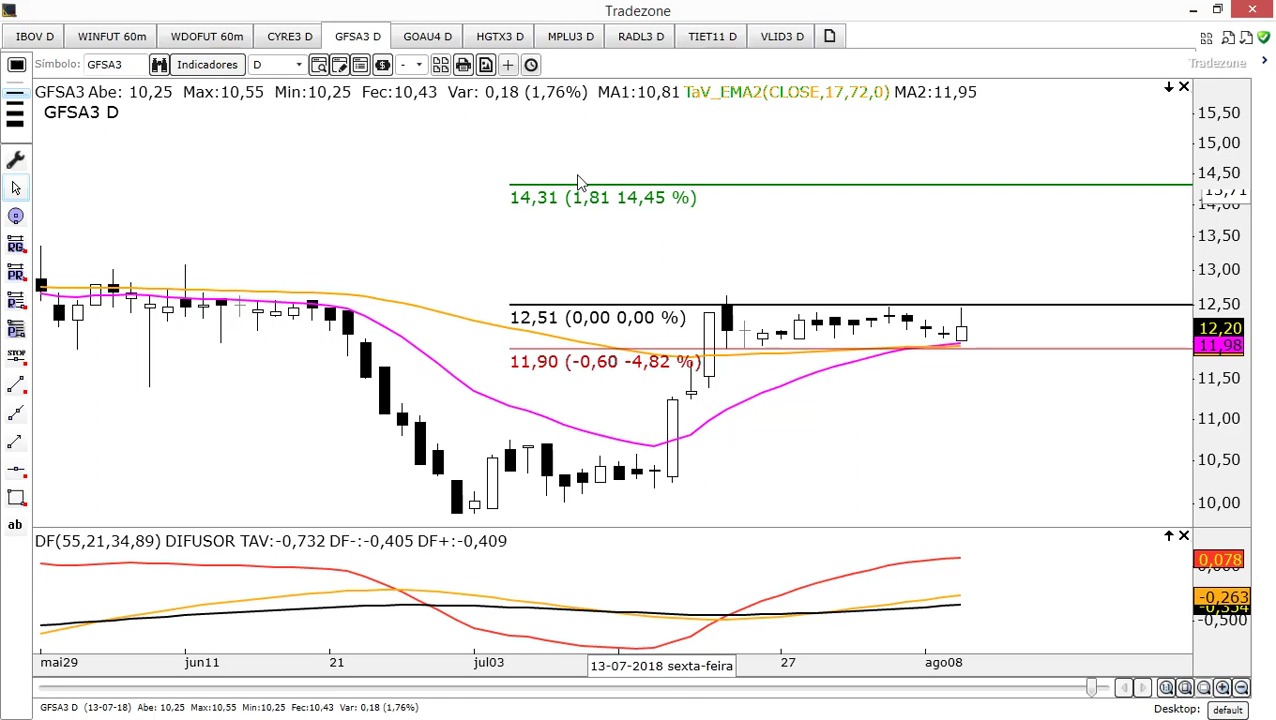 Tradezone
IBOV D WINFUT 60m WDOFUT 60m CYRE3 D GFSA3 D GOAU4 D HGTX3 D MPLU3 D RADL3 D TIET11 D VLID3 D
Símbolo: GFSA3 Indicadores D - Tradezone
GFSA3 Abe: 10,25 Max:10,55 Min:10,25 Fec:10,43 Var: 0,18 (1,76%) MA1:10,81 TaV_EMA2(CLOSE,17,72,0) MA2:11,95
GFSA3 D
15,50
15,00
14,50
14,31 (1,81 14,45 %)
14,00
13,50
13,00
12,50
12,51 (0,00 0,00 %)
12,20
11,98
11,90 (-0,60 -4,82 %)
11,50
11,00
10,50
10,00
RG
PR
STOP
ab
DF(55,21,34,89) DIFUSOR TAV:-0,732 DF-:-0,405 DF+:-0,409
0,078
-0,263
-0,354
-0,500
mai29 jun11 21 jul03 13-07-2018 sexta-feira 27 ago08
GFSA3 D (13-07-18) Abe: 10,25 Max:10,55 Min:10,25 Fec:10,43 Var: 0,18 (1,76%) Desktop: default